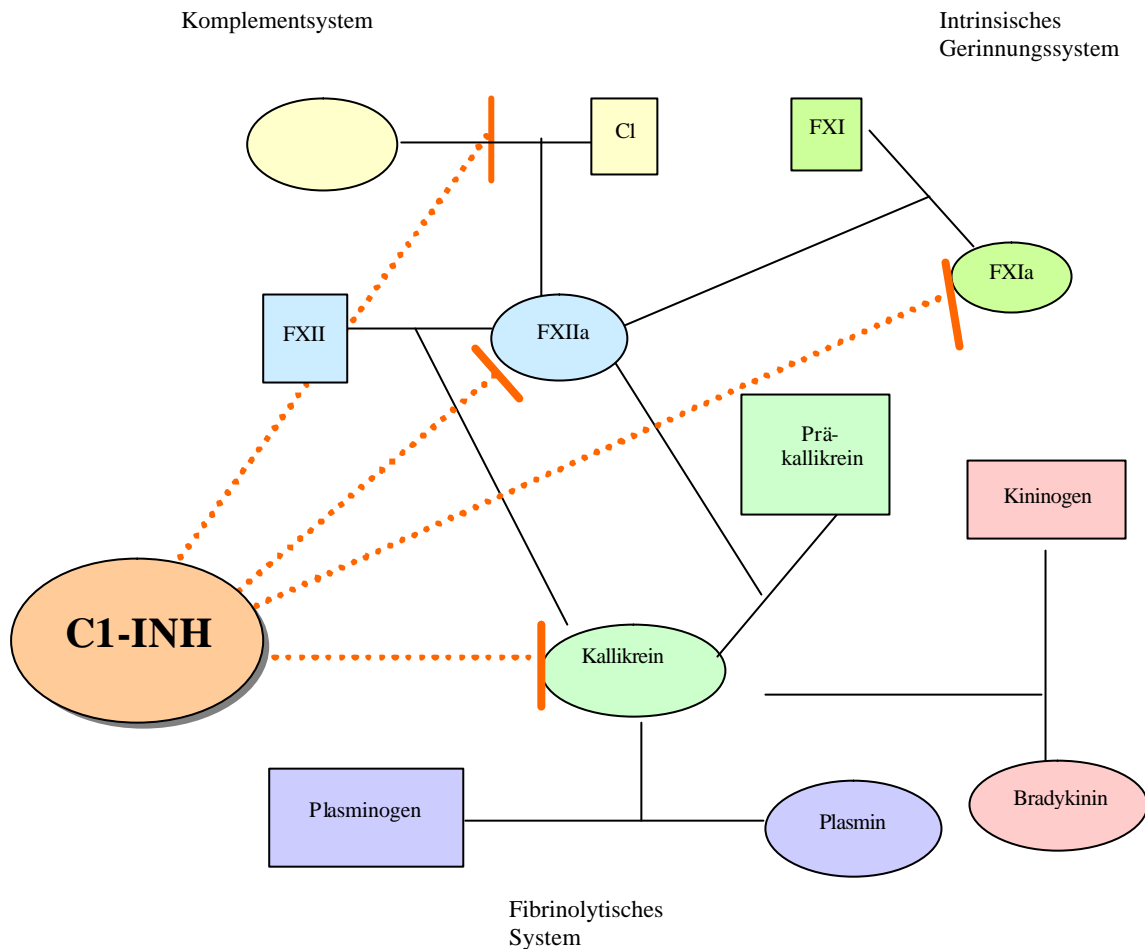 Komplementsystem
Intrinsisches
Gerinnungssystem
Cl
FXI
FXIa
FXII
FXIIa
Prä-
kallikrein
Kininogen
C1-INH
Kallikrein
Plasminogen
Plasmin
Bradykinin
Fibrinolytisches
System